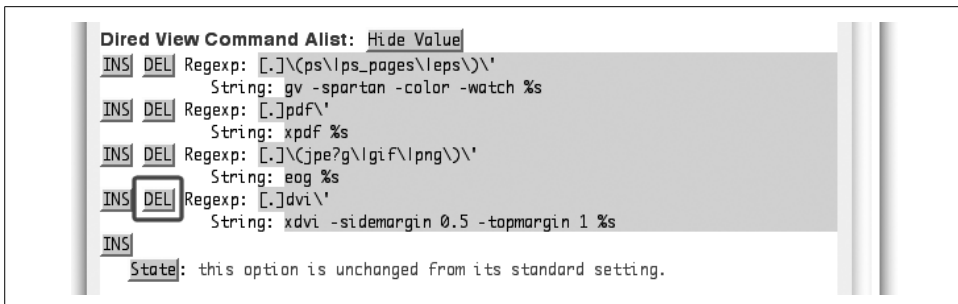 Dired View Command Alist: Hide Value
INS DEL Regexp: [.]\(ps\|ps_pages\|eps\)\'
String: gv -spartan -color -watch %s
INS DEL Regexp: [.]pdf\'
String: xpdf %s
INS DEL Regexp: [.]\(jpe?g\|gif\|png\)\'
String: eog %s
INS DEL Regexp: [.]dvi\'
String: xdvi -sidemargin 0.5 -topmargin 1 %s
INS
State: this option is unchanged from its standard setting.